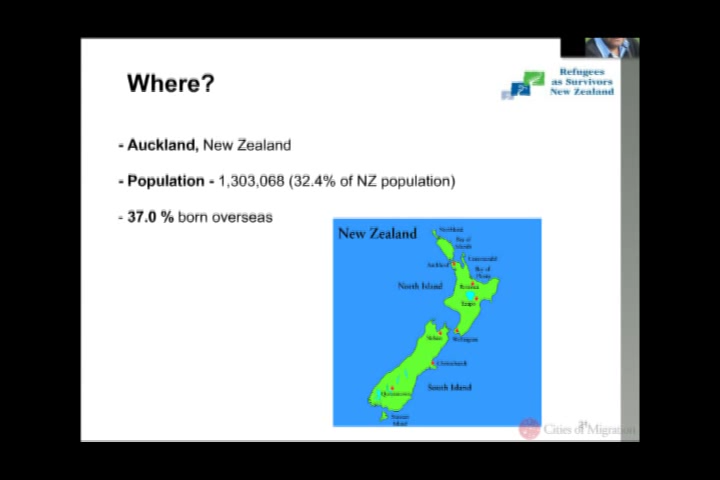 Where?
Refugees
as Survivors
New Zealand
- Auckland, New Zealand
- Population - 1,303,068 (32.4% of NZ population)
- 37.0 % born overseas
New Zealand
Northland
Bay of
Islands
Coromandel
Auckland
Bay of
Plenty
North Island
Rotorua
Taupo
Nelson
Wellington
Christchurch
South Island
Queenstown
Stewart
Island
Cities of Migration